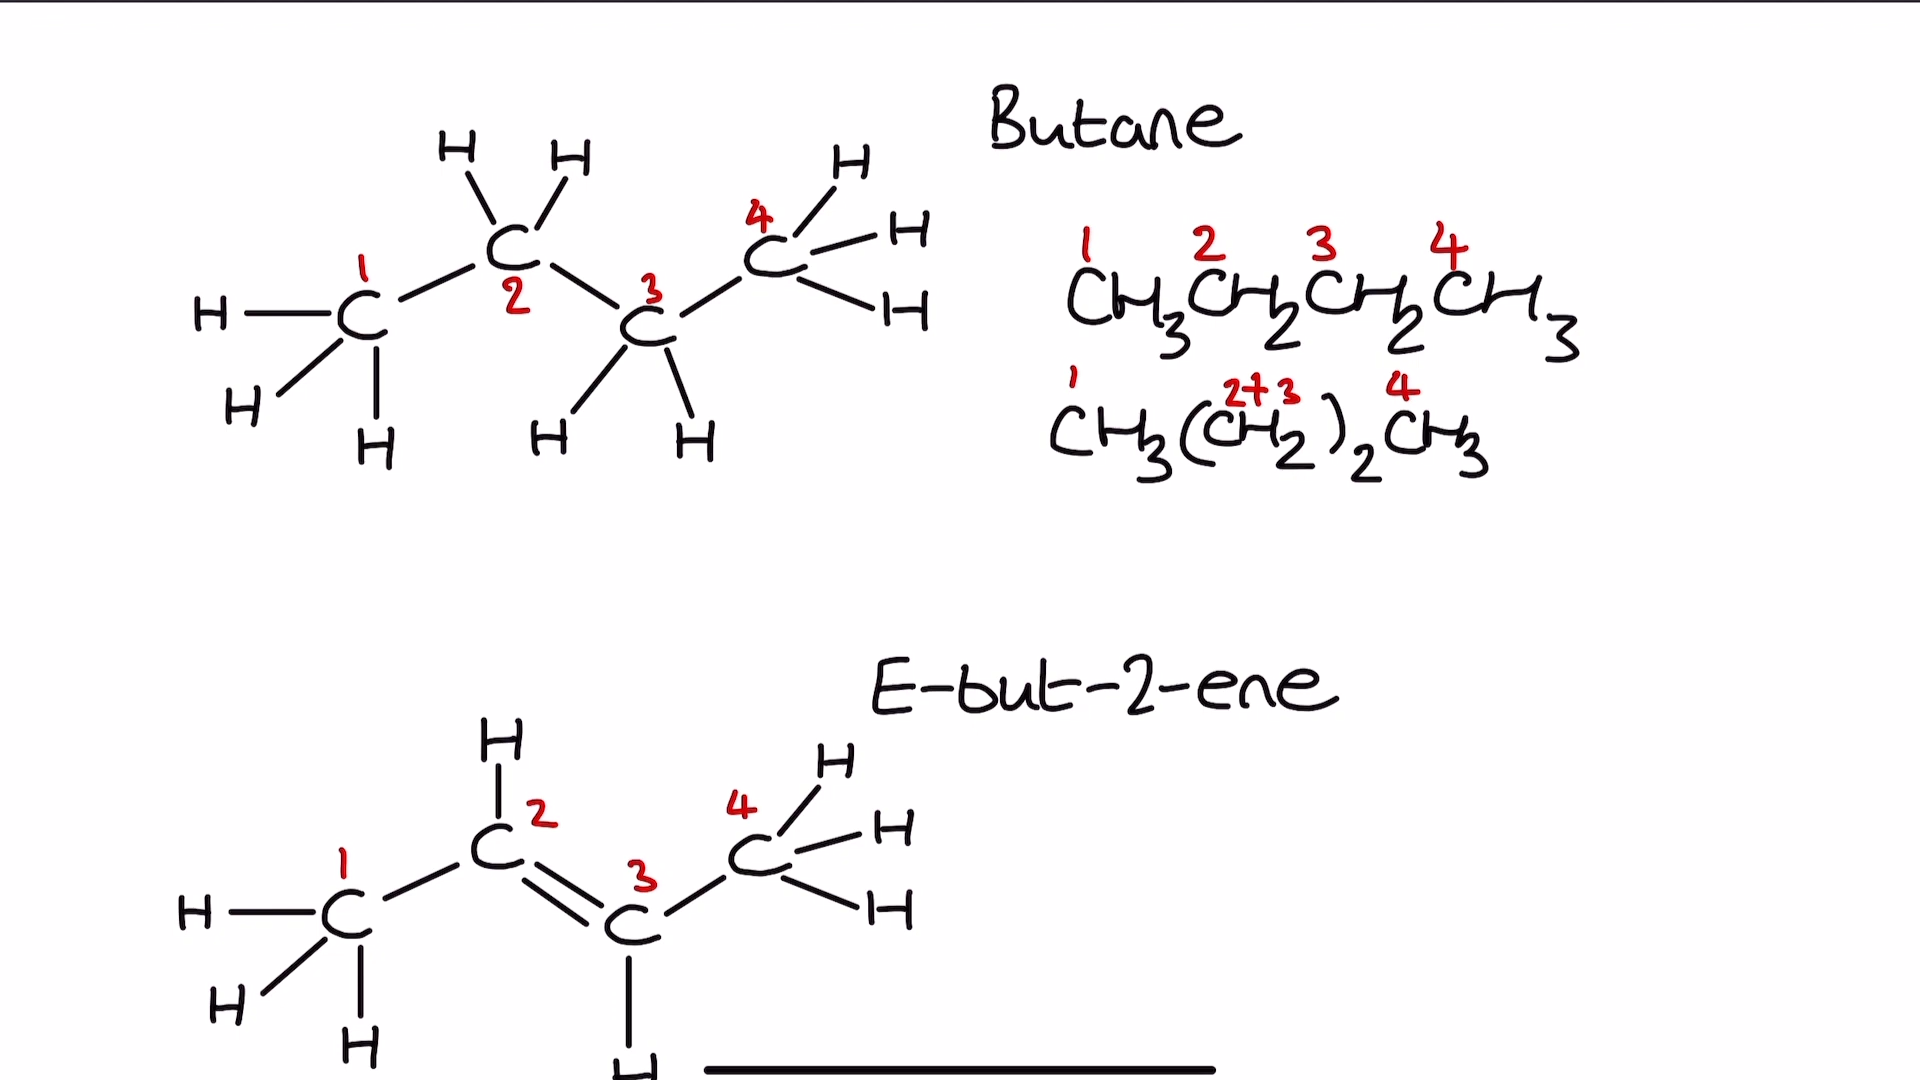 Butane
H H H
4
1 C C H
2 3
H C C H
H H H H
1 2 3 4
CH3CH2CH2CH3
1 2+3 4
CH3(CH2)2CH3
E-but-2-ene
H H
2 4
1 C C H
3
H C C H
H H H